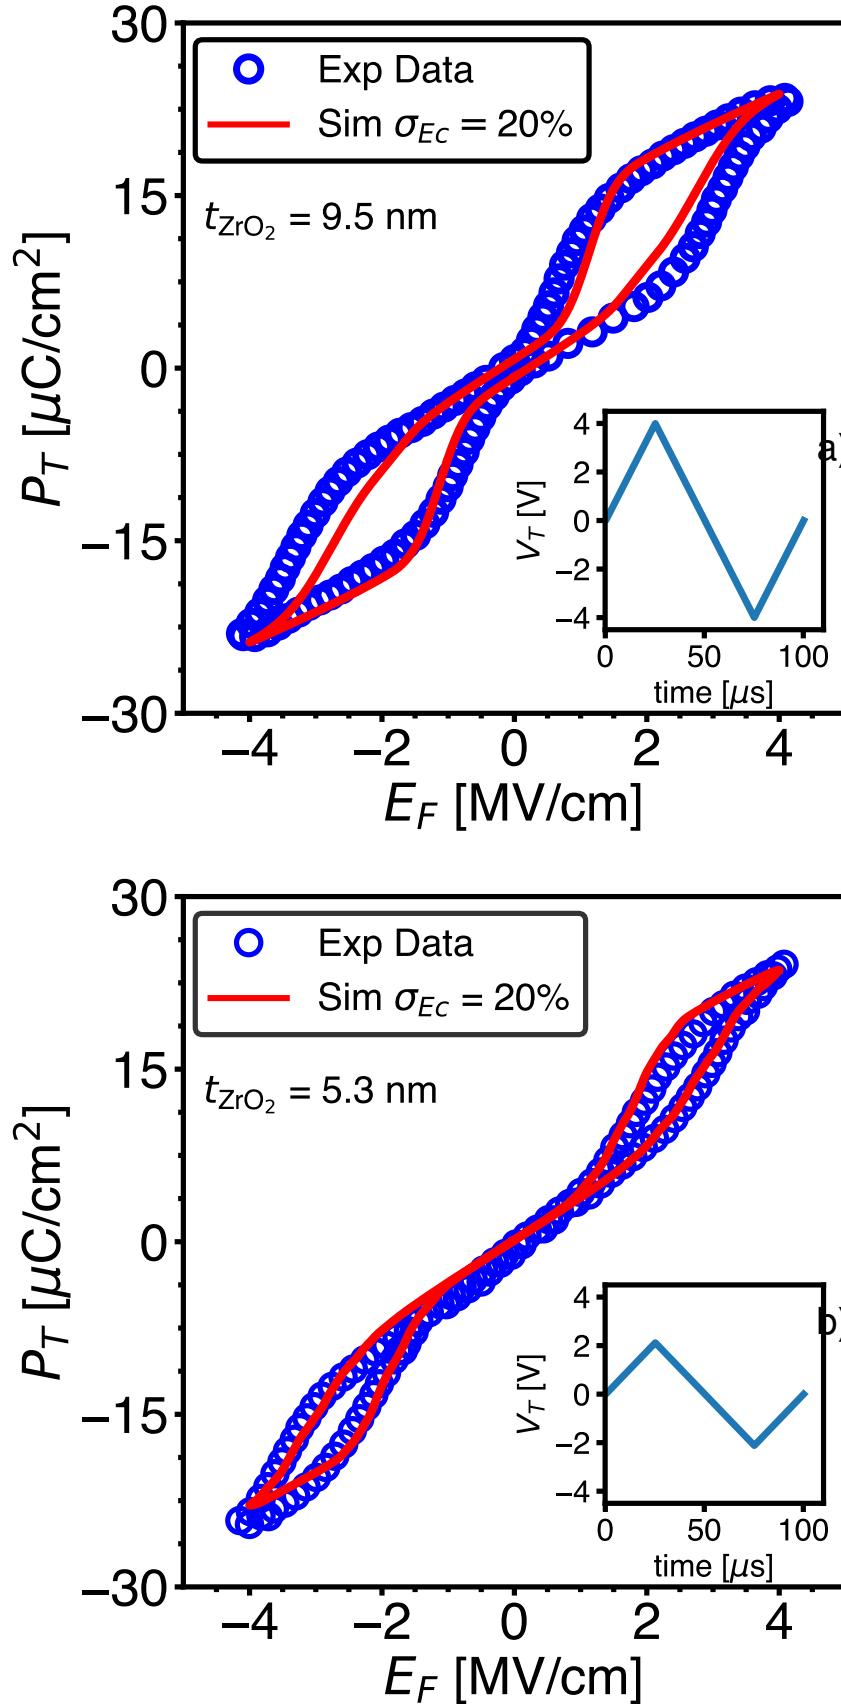 30
15
0
−15
−30
P_T [μC/cm²]
Exp Data
Sim σ_Ec = 20%
t_ZrO₂ = 9.5 nm
a)
4
2
0
−2
−4
V_T [V]
0 50 100
time [μs]
−4 −2 0 2 4
E_F [MV/cm]
30
15
0
−15
−30
P_T [μC/cm²]
Exp Data
Sim σ_Ec = 20%
t_ZrO₂ = 5.3 nm
b)
4
2
0
−2
−4
V_T [V]
0 50 100
time [μs]
−4 −2 0 2 4
E_F [MV/cm]